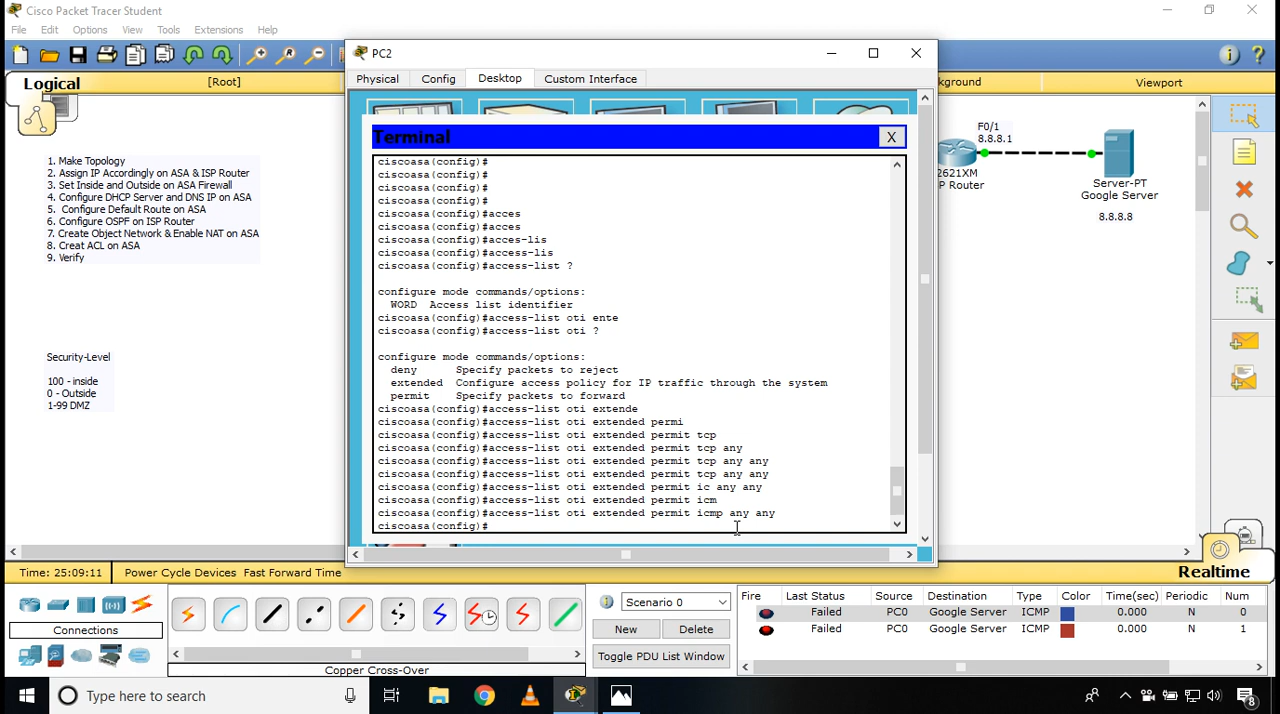 Cisco Packet Tracer Student
File Edit Options View Tools Extensions Help
Logical
[Root]
kground
Viewport
PC2
Physical Config Desktop Custom Interface
Terminal
X
ciscoasa(config)#
ciscoasa(config)#
ciscoasa(config)#
ciscoasa(config)#
ciscoasa(config)#acces
ciscoasa(config)#acces
ciscoasa(config)#acces-lis
ciscoasa(config)#access-lis
ciscoasa(config)#access-list ?
configure mode commands/options:
WORD Access list identifier
ciscoasa(config)#access-list oti ente
ciscoasa(config)#access-list oti ?
configure mode commands/options:
deny Specify packets to reject
extended Configure access policy for IP traffic through the system
permit Specify packets to forward
ciscoasa(config)#access-list oti extende
ciscoasa(config)#access-list oti extended permi
ciscoasa(config)#access-list oti extended permit tcp
ciscoasa(config)#access-list oti extended permit tcp any
ciscoasa(config)#access-list oti extended permit tcp any any
ciscoasa(config)#access-list oti extended permit tcp any any
ciscoasa(config)#access-list oti extended permit ic any any
ciscoasa(config)#access-list oti extended permit icm
ciscoasa(config)#access-list oti extended permit icmp any any
ciscoasa(config)#
1. Make Topology
2. Assign IP Accordingly on ASA & ISP Router
3. Set Inside and Outside on ASA Firewall
4. Configure DHCP Server and DNS IP on ASA
5. Configure Default Route on ASA
6. Configure OSPF on ISP Router
7. Create Object Network & Enable NAT on ASA
8. Creat ACL on ASA
9. Verify
Security-Level
100 - inside
0 - Outside
1-99 DMZ
F0/1
8.8.8.1
2621XM
P Router
Server-PT
Google Server
8.8.8.8
Time: 25:09:11 Power Cycle Devices Fast Forward Time
Realtime
Connections
Copper Cross-Over
Scenario 0
New Delete
Toggle PDU List Window
Fire Last Status Source Destination Type Color Time(sec) Periodic Num
Failed PC0 Google Server ICMP 0.000 N 0
Failed PC0 Google Server ICMP 0.000 N 1
Type here to search
8